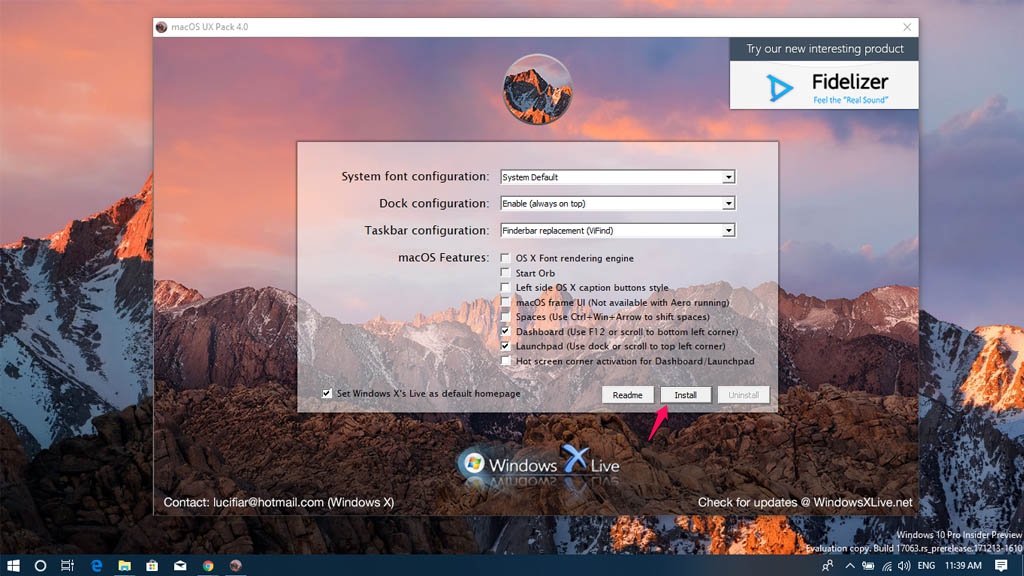 macOS UX Pack 4.0
Try our new interesting product
Fidelizer
Feel the "Real Sound"
System font configuration: System Default
Dock configuration: Enable (always on top)
Taskbar configuration: Finderbar replacement (WFind)
macOS Features: OS X Font rendering engine
Start Orb
Left side OS X caption buttons style
macOS frame UI (Not available with Aero running)
Spaces (Use Ctrl+Win+Arrow to shift spaces)
Dashboard (Use F12 or scroll to bottom left corner)
Launchpad (Use dock or scroll to top left corner)
Hot screen corner activation for Dashboard/Launchpad
Set Windows X's Live as default homepage Readme Install Uninstall
Windows X Live
Contact: lucifiar@hotmail.com (Windows X) Check for updates @ WindowsXLive.net
Windows 10 Pro Insider Preview
Evaluation copy. Build 17063.rs_prerelease.171213-1610
ENG 11:39 AM